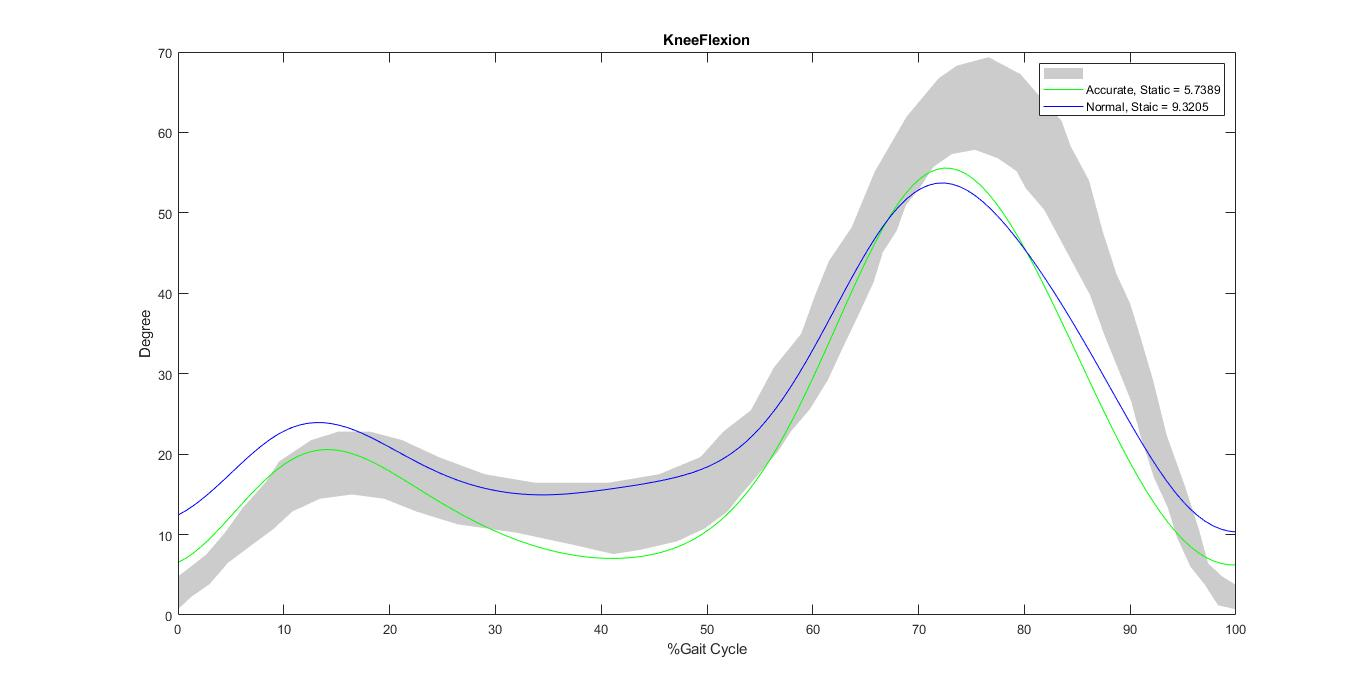 KneeFlexion
Accurate, Static = 5.7389
Normal, Staic = 9.3205
Degree
70
60
50
40
30
20
10
0
0 10 20 30 40 50 60 70 80 90 100
%Gait Cycle